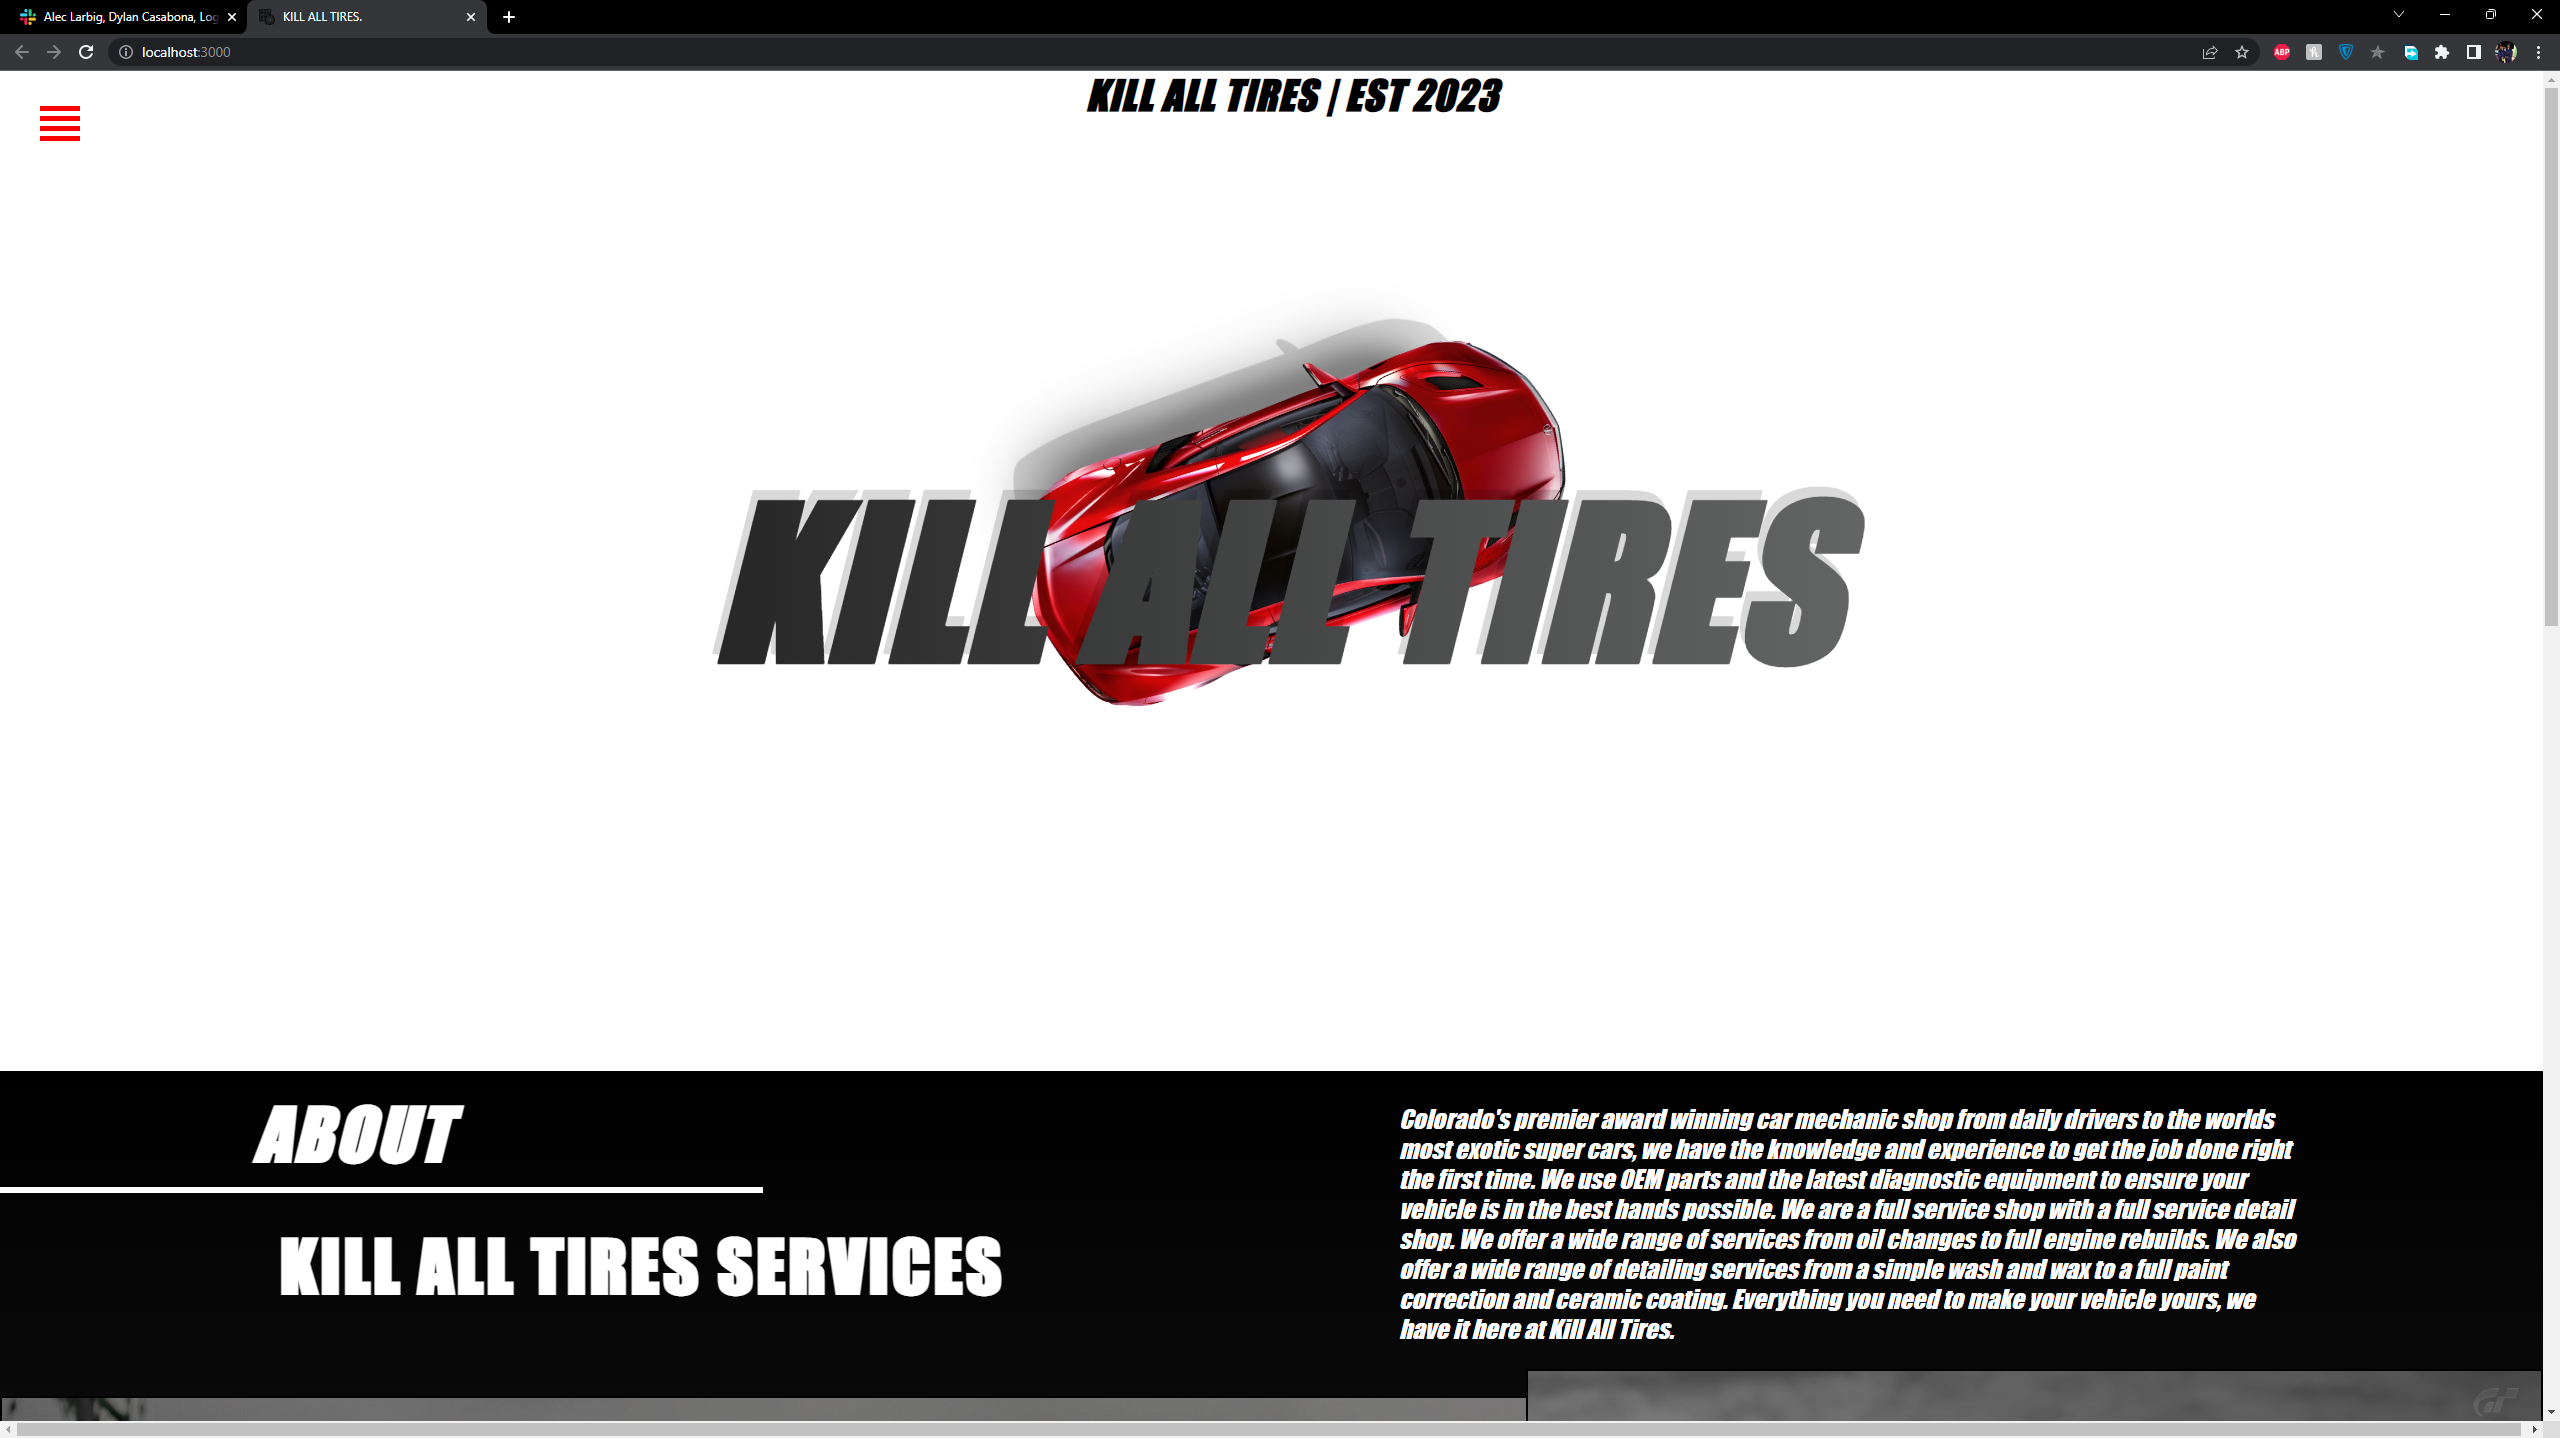 Alec Larbig, Dylan Casabona, Log
KILL ALL TIRES.
localhost:3000
ABP
KILL ALL TIRES | EST 2023
KILL ALL TIRES
ABOUT
KILL ALL TIRES SERVICES
Colorado's premier award winning car mechanic shop from daily drivers to the worlds
most exotic super cars, we have the knowledge and experience to get the job done right
the first time. We use OEM parts and the latest diagnostic equipment to ensure your
vehicle is in the best hands possible. We are a full service shop with a full service detail
shop. We offer a wide range of services from oil changes to full engine rebuilds. We also
offer a wide range of detailing services from a simple wash and wax to a full paint
correction and ceramic coating. Everything you need to make your vehicle yours, we
have it here at Kill All Tires.
GT